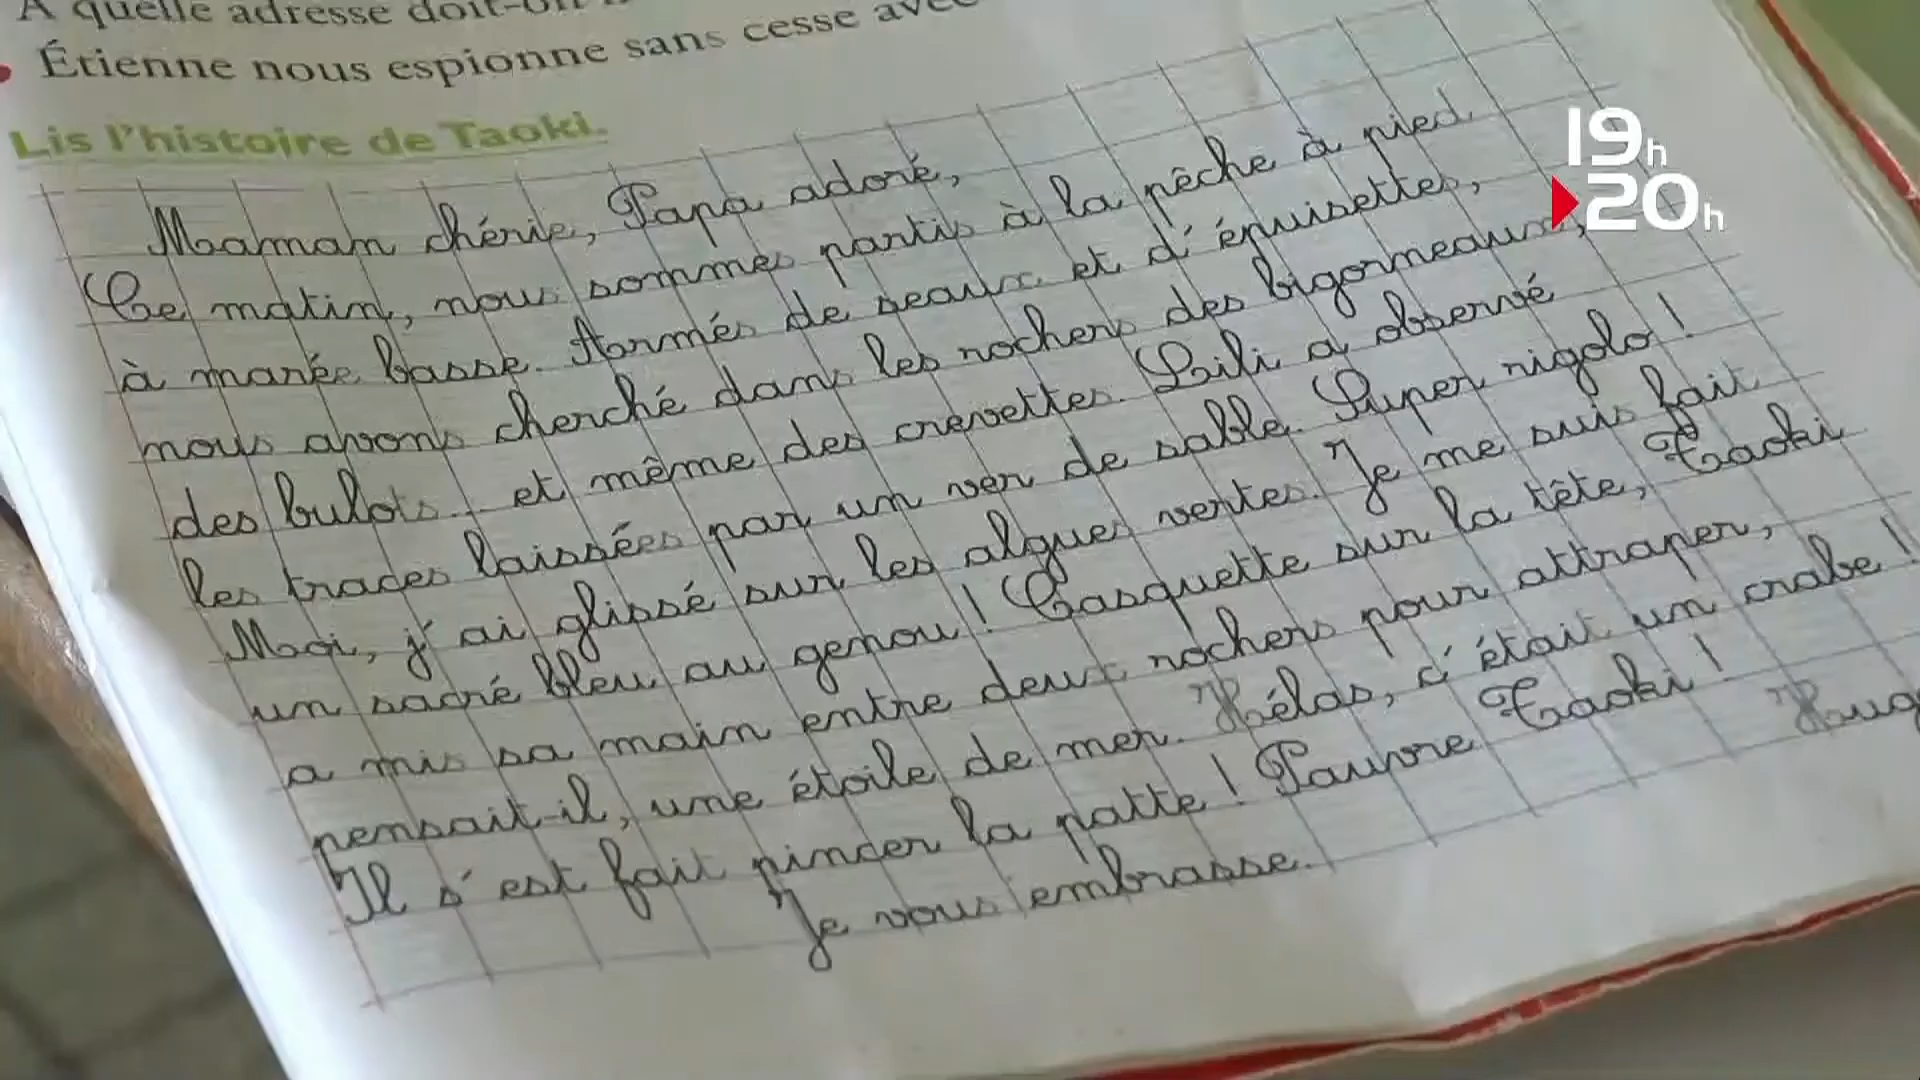 À quelle adresse doit-on
Étienne nous espionne sans cesse avec
Lis l'histoire de Taoki.
Maman chérie, Papa adoré,
Ce matin, nous sommes partis à la pêche à pied
à marée basse. Armés de seaux et d'épuisettes,
nous avons cherché dans les rochers des bigorneaux,
des bulots... et même des crevettes. Lili a observé
les traces laissées par un ver de sable. Super rigolo !
Moi, j'ai glissé sur les algues vertes. Je me suis fait
un sacré bleu au genou ! Casquette sur la tête, Taoki
a mis sa main entre deux rochers pour attraper,
pensait-il, une étoile de mer. Hélas, c'était un crabe !
Il s'est fait pincer la patte ! Pauvre Taoki !
Je vous embrasse.
Hug
19h
20h